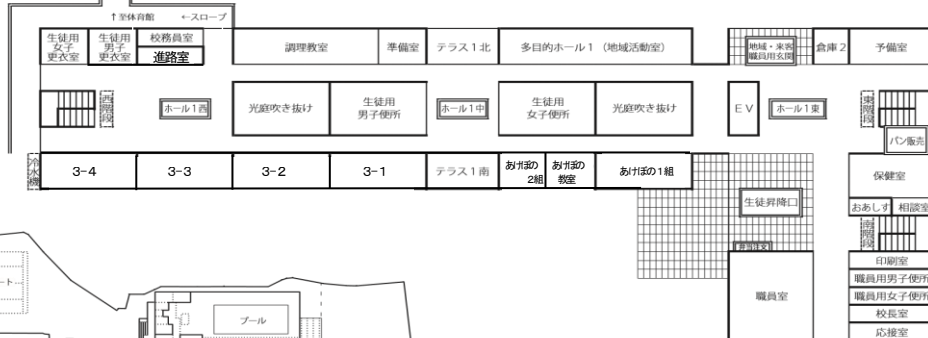 ↑至体育館
←スロープ
生徒用
女子
更衣室
生徒用
男子
更衣室
校務員室
進路室
調理教室
準備室
テラス1北
多目的ホール1(地域活動室)
地域・来客
職員用玄関
倉庫2
予備室
西階段
ホール1西
光庭吹き抜け
生徒用
男子便所
ホール1中
生徒用
女子便所
光庭吹き抜け
EV
ホール1東
東階段
パン販売
冷水機
3-4
3-3
3-2
3-1
テラス1南
あけぼの
2組
あけぼの
教室
あけぼの1組
保健室
生徒昇降口
おあしす
相談室
南階段
職員室
印刷室
職員用男子便所
職員用女子便所
校長室
応接室
プール
ート